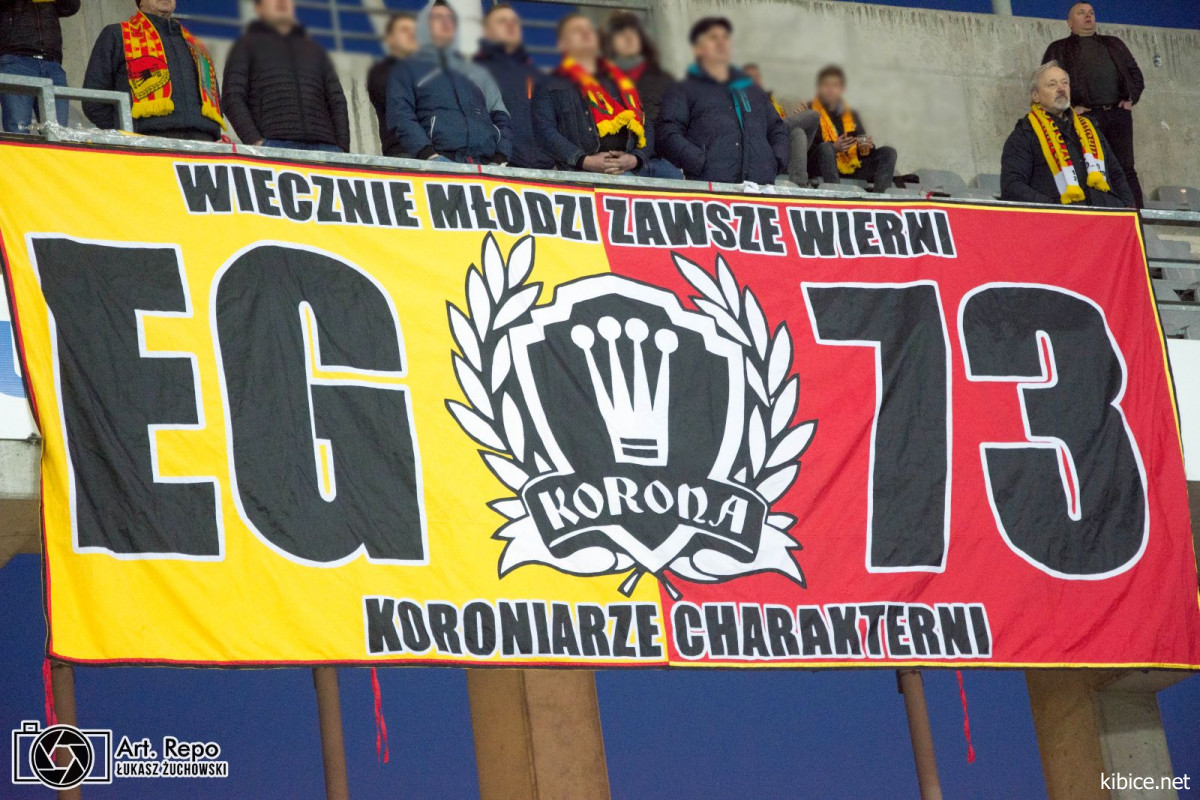 WIECZNIE MŁODZI ZAWSZE WIERNI
EG 73
KORONA
KORONIARZE CHARAKTERNI
Art. Repo
ŁUKASZ ŻUCHOWSKI
kibice.net